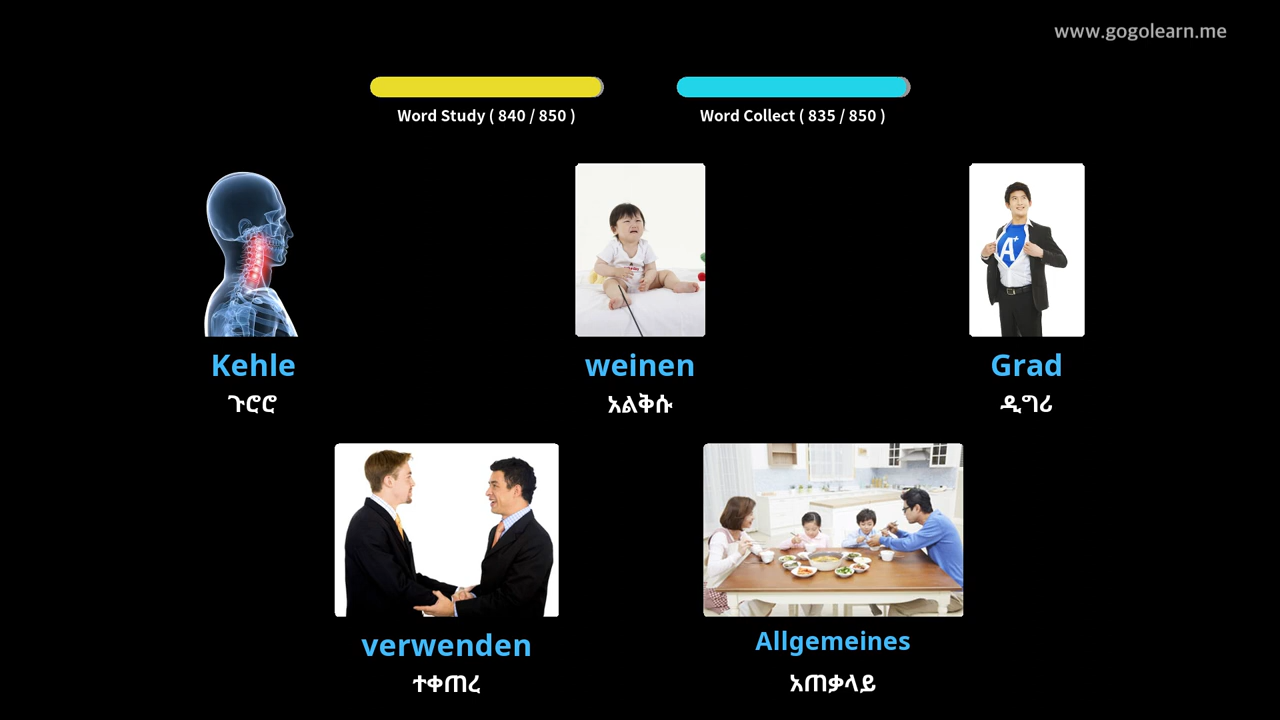 www.gogolearn.me
Word Study ( 840 / 850 )
Word Collect ( 835 / 850 )
A+
Kehle
ጉሮሮ
weinen
አልቅሱ
Grad
ዲግሪ
verwenden
ተቀጠረ
Allgemeines
አጠቃላይ